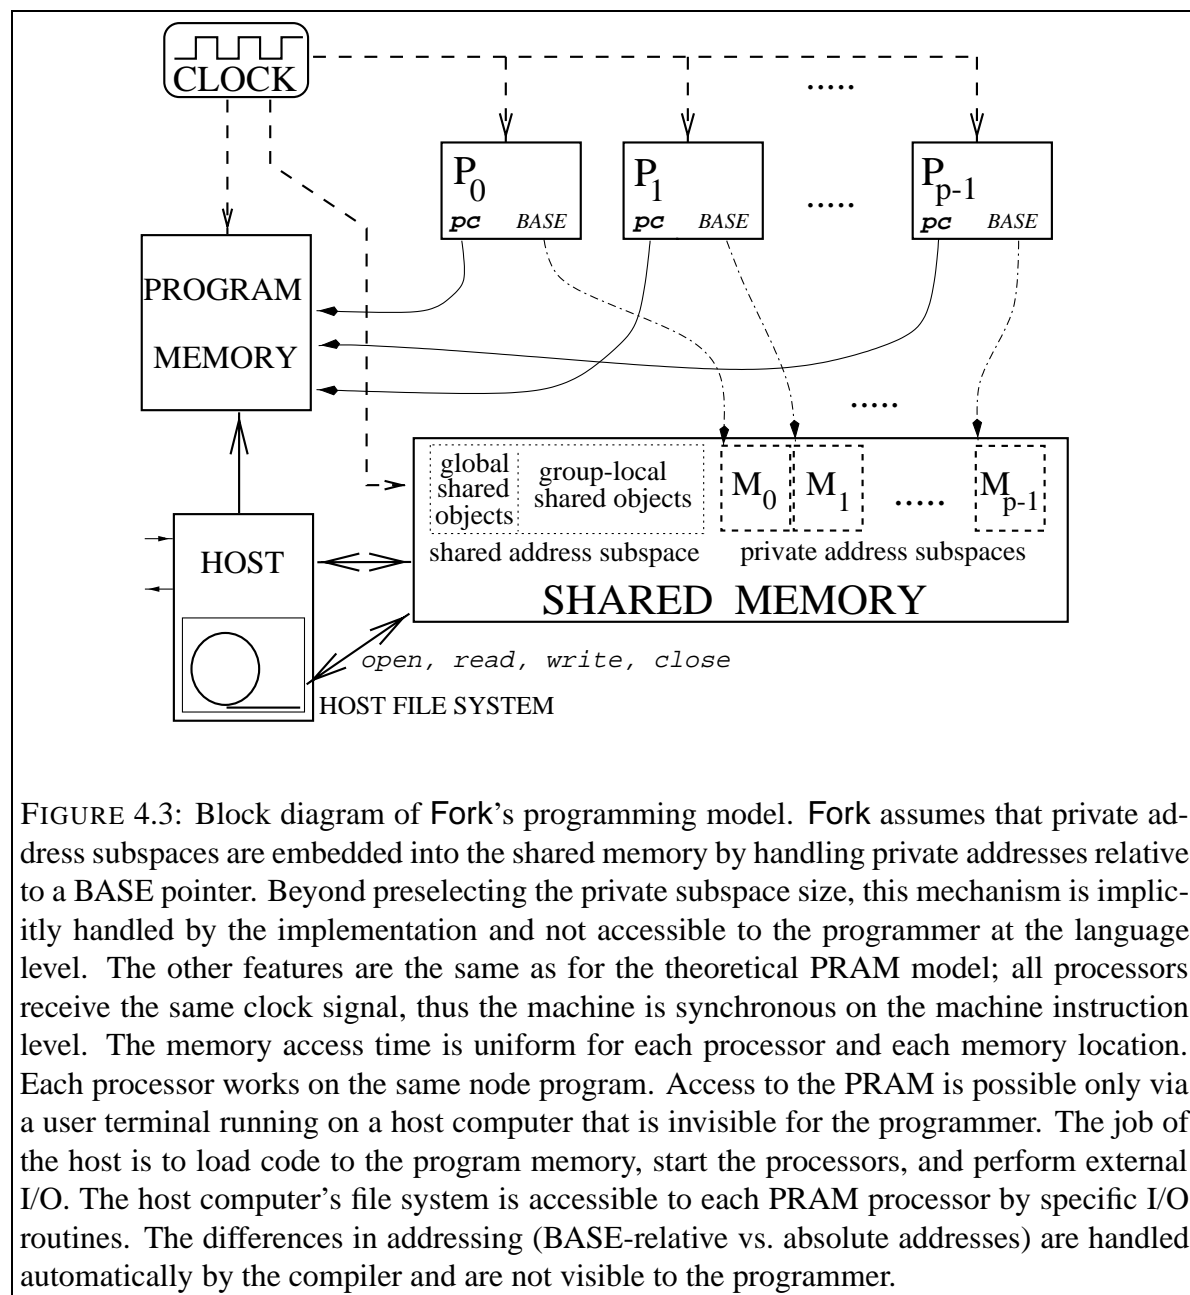 CLOCK
.....
P0
pc BASE
P1
pc BASE
.....
Pp-1
pc BASE
PROGRAM
MEMORY
.....
global
shared
objects
group-local
shared objects
M0
M1
.....
Mp-1
shared address subspace
private address subspaces
SHARED MEMORY
HOST
open, read, write, close
HOST FILE SYSTEM
FIGURE 4.3: Block diagram of Fork's programming model. Fork assumes that private ad-
dress subspaces are embedded into the shared memory by handling private addresses relative
to a BASE pointer. Beyond preselecting the private subspace size, this mechanism is implic-
itly handled by the implementation and not accessible to the programmer at the language
level. The other features are the same as for the theoretical PRAM model; all processors
receive the same clock signal, thus the machine is synchronous on the machine instruction
level. The memory access time is uniform for each processor and each memory location.
Each processor works on the same node program. Access to the PRAM is possible only via
a user terminal running on a host computer that is invisible for the programmer. The job of
the host is to load code to the program memory, start the processors, and perform external
I/O. The host computer's file system is accessible to each PRAM processor by specific I/O
routines. The differences in addressing (BASE-relative vs. absolute addresses) are handled
automatically by the compiler and are not visible to the programmer.